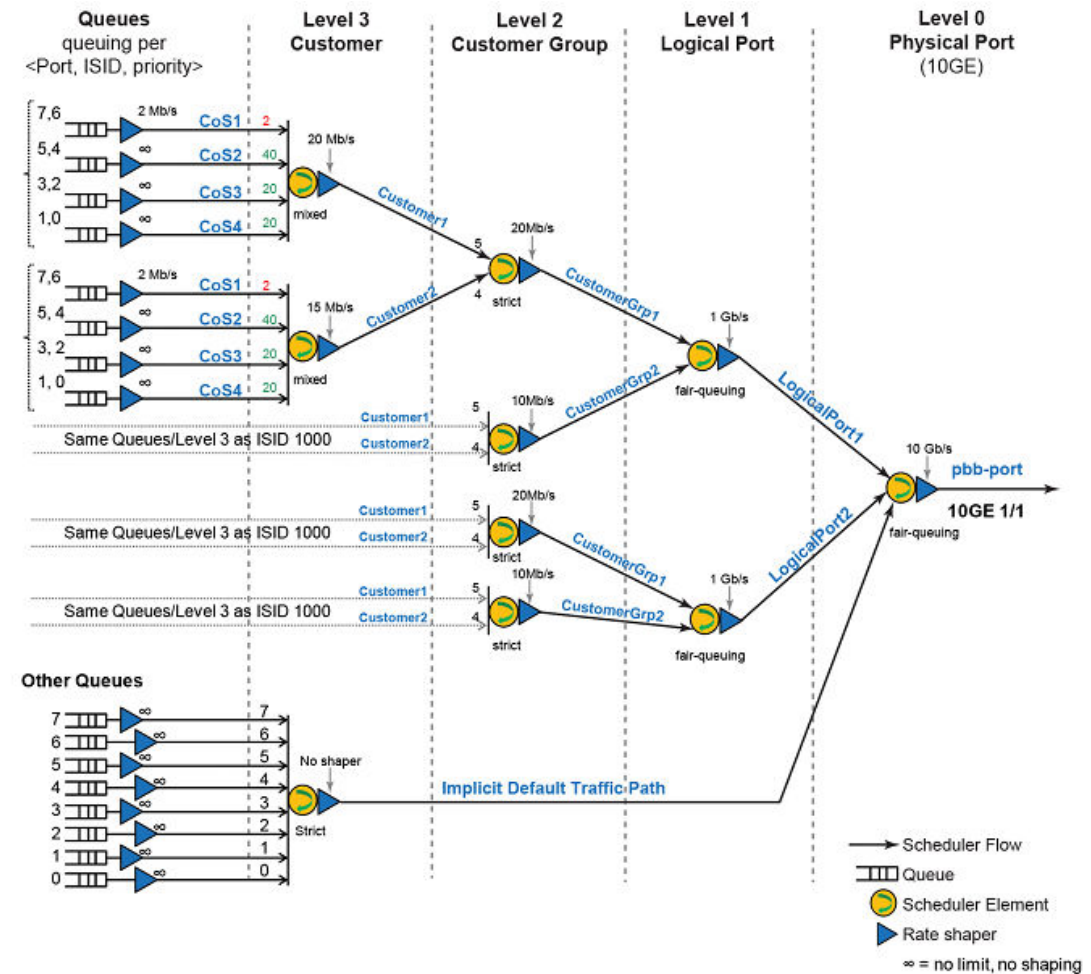 Queues
queuing per
<Port, ISID, priority>
Level 3
Customer
Level 2
Customer Group
Level 1
Logical Port
Level 0
Physical Port
(10GE)
7,6
2 Mb/s
CoS1
2
5,4
∞
CoS2
40
3,2
∞
CoS3
20
1,0
∞
CoS4
20
20 Mb/s
mixed
Customer1
7,6
2 Mb/s
CoS1
2
5, 4
∞
CoS2
40
3, 2
∞
CoS3
20
1, 0
∞
CoS4
20
15 Mb/s
mixed
Customer2
5
4
20Mb/s
strict
CustomerGrp1
1 Gb/s
fair-queuing
LogicalPort1
Same Queues/Level 3 as ISID 1000
Customer1
Customer2
5
4
10Mb/s
strict
CustomerGrp2
10 Gb/s
pbb-port
10GE 1/1
fair-queuing
Same Queues/Level 3 as ISID 1000
Customer1
Customer2
5
4
20Mb/s
strict
CustomerGrp1
LogicalPort2
Same Queues/Level 3 as ISID 1000
Customer1
Customer2
5
4
10Mb/s
strict
CustomerGrp2
1 Gb/s
fair-queuing
Other Queues
7 ∞ 7
6 ∞ 6
5 ∞ 5
4 ∞ 4
3 ∞ 3
2 ∞ 2
1 ∞ 1
0 ∞ 0
No shaper
Strict
Implicit Default Traffic Path
Scheduler Flow
Queue
Scheduler Element
Rate shaper
∞ = no limit, no shaping